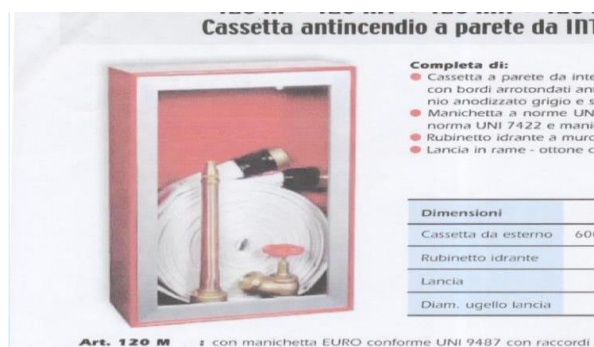 Cassetta antincendio a parete da INT
Completa di:
Cassetta a parete da inte
con bordi arrotondati an
nio anodizzato grigio e s
Manichetta a norme UN
norma UNI 7422 e mani
Rubinetto idrante a muro
Lancia in rame - ottone c
Dimensioni
Cassetta da esterno 600
Rubinetto idrante
Lancia
Diam. ugello lancia
Art. 120 M : con manichetta EURO conforme UNI 9487 con raccordi